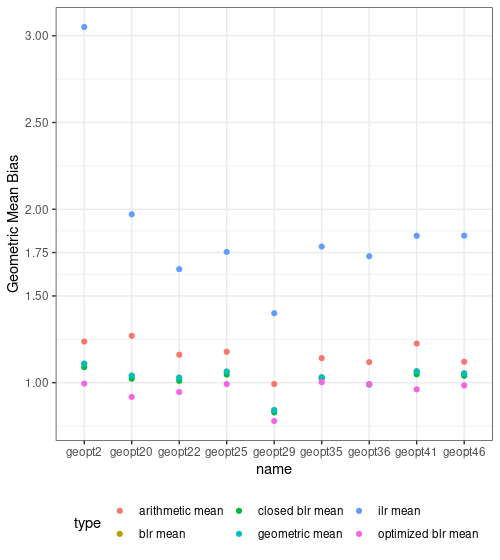 3.00
2.50
2.00
1.75
1.50
1.00
Geometric Mean Bias
geopt2 geopt20 geopt22 geopt25 geopt29 geopt35 geopt36 geopt41 geopt46
name
type
arithmetic mean closed blr mean ilr mean
blr mean geometric mean optimized blr mean